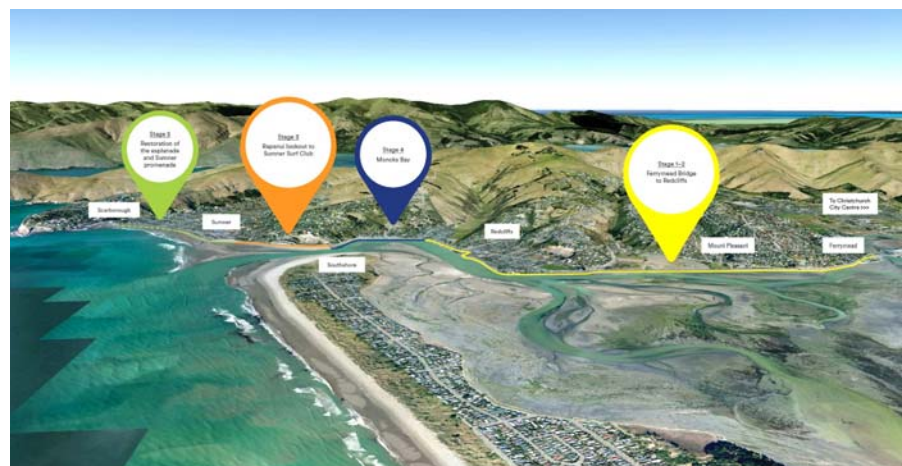 Stage 5
Restoration of
the esplanade
and Sumner
promenade
Stage 3
Rapanui lookout to
Sumner Surf Club
Stage 4
Moncks Bay
Stage 1-2
Ferrymead Bridge
to Redcliffs
Scarborough
Sumner
Southshore
Redcliffs
Mount Pleasant
To Christchurch
City Centre >>>
Ferrymead